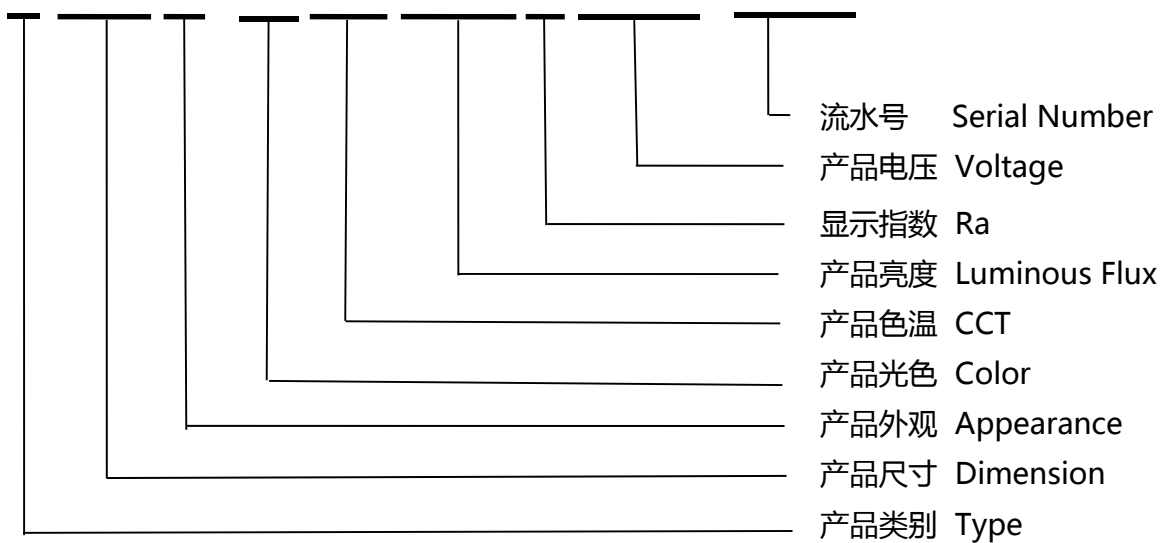 流水号 Serial Number
产品电压 Voltage
显示指数 Ra
产品亮度 Luminous Flux
产品色温 CCT
产品光色 Color
产品外观 Appearance
产品尺寸 Dimension
产品类别 Type